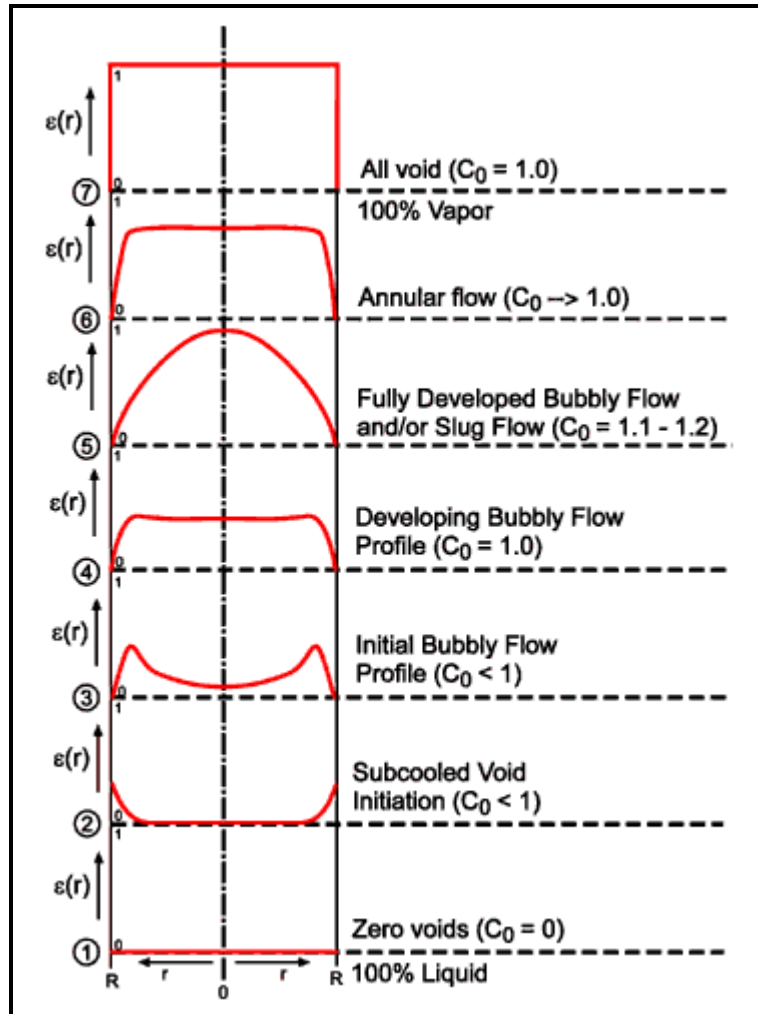 1
ε(r)
0
All void (C0 = 1.0)
⑦
1
100% Vapor
ε(r)
0
Annular flow (C0 --> 1.0)
⑥
1
ε(r)
Fully Developed Bubbly Flow
0
and/or Slug Flow (C0 = 1.1 - 1.2)
⑤
1
ε(r)
Developing Bubbly Flow
0
Profile (C0 = 1.0)
④
1
ε(r)
Initial Bubbly Flow
0
Profile (C0 < 1)
③
1
ε(r)
Subcooled Void
0
Initiation (C0 < 1)
②
1
ε(r)
0
Zero voids (C0 = 0)
①
R r 0 r R
100% Liquid